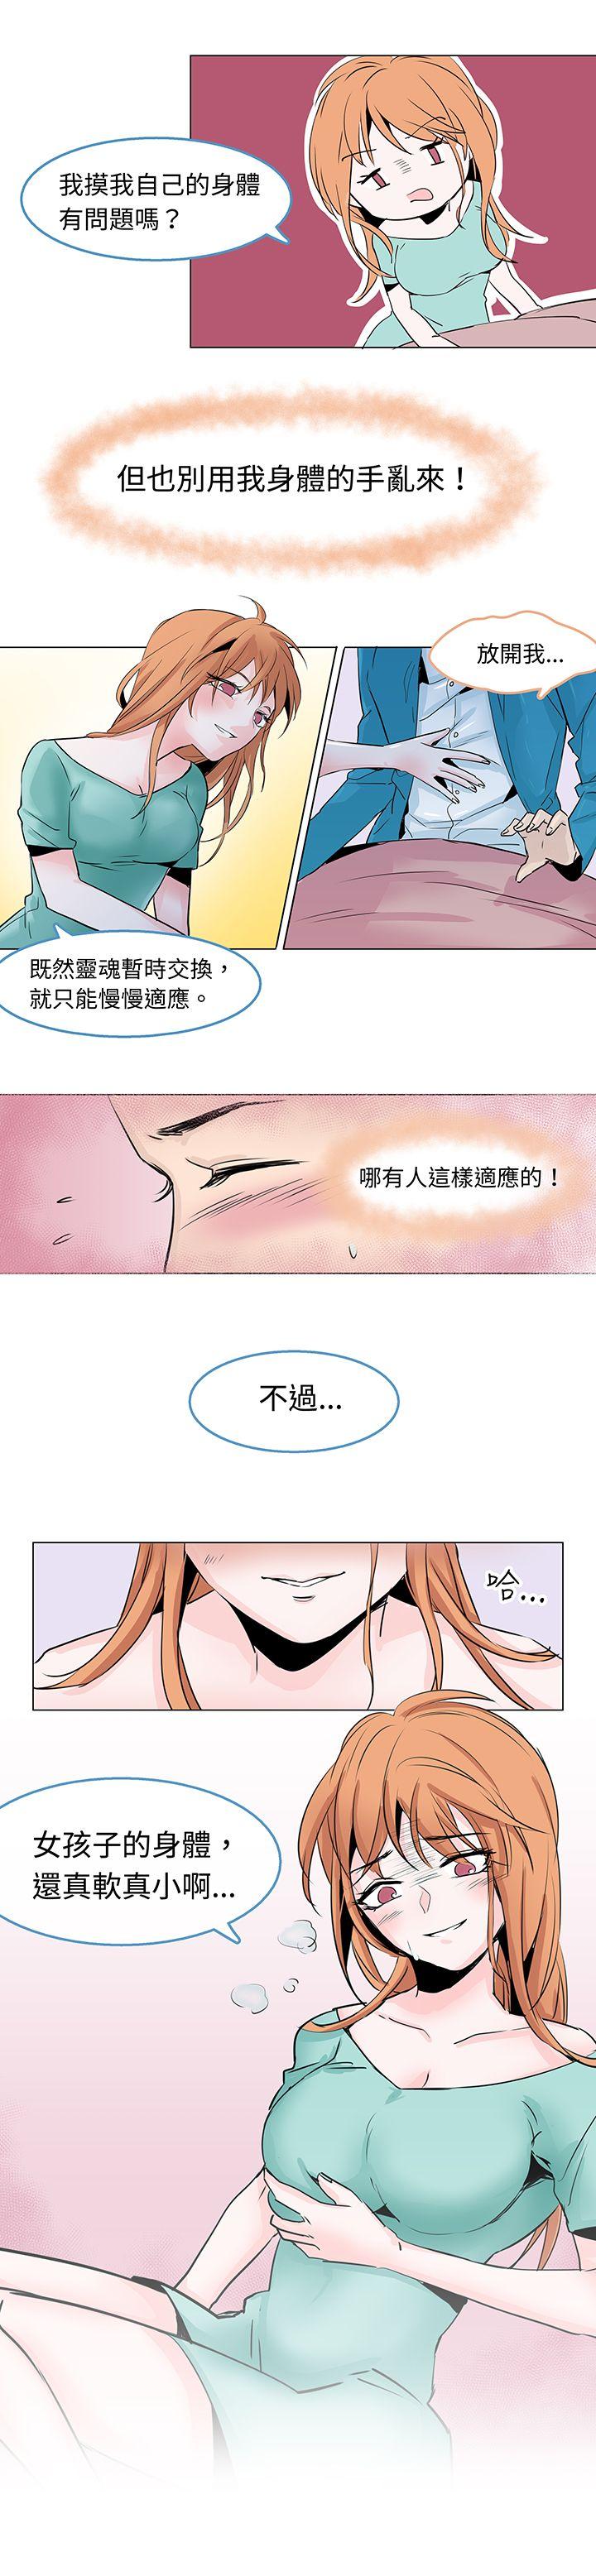 我摸我自己的身體
有問題嗎？
但也別用我身體的手亂來！
放開我...
既然靈魂暫時交換，
就只能慢慢適應。
哪有人這樣適應的！
不過...
哈...
女孩子的身體，
還真軟真小啊...